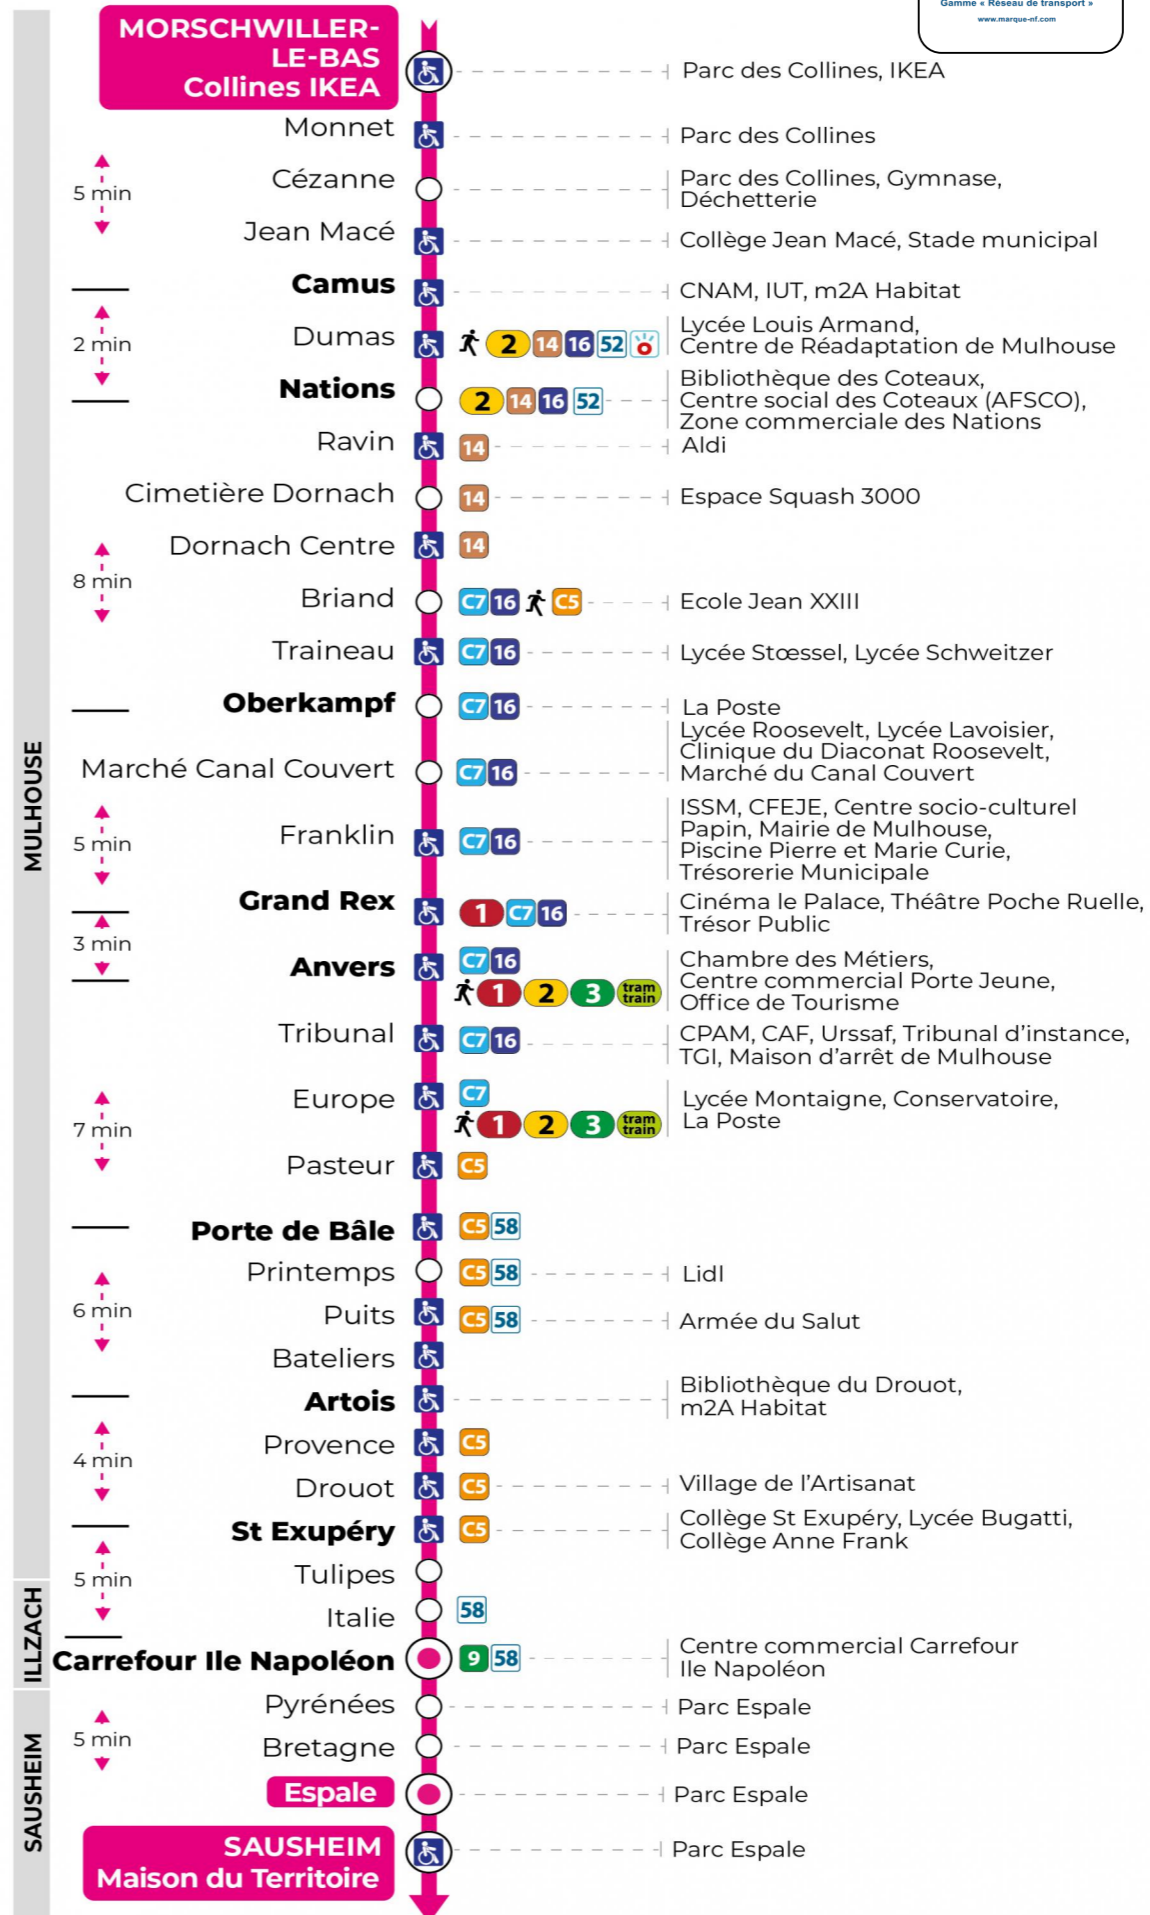 Gamme « Réseau de transport »
www.marque-nf.com
MORSCHWILLER-
LE-BAS
Collines IKEA
Parc des Collines, IKEA
Monnet
Parc des Collines
5 min
Cézanne
Parc des Collines, Gymnase,
Déchetterie
Jean Macé
Collège Jean Macé, Stade municipal
Camus
CNAM, IUT, m2A Habitat
2 min
Dumas
2 14 16 52
Lycée Louis Armand,
Centre de Réadaptation de Mulhouse
Nations
2 14 16 52
Bibliothèque des Coteaux,
Centre social des Coteaux (AFSCO),
Zone commerciale des Nations
Ravin
14
Aldi
Cimetière Dornach
14
Espace Squash 3000
Dornach Centre
14
8 min
Briand
C7 16 C5
Ecole Jean XXIII
Traineau
C7 16
Lycée Stœssel, Lycée Schweitzer
Oberkampf
C7 16
La Poste
MULHOUSE
Marché Canal Couvert
C7 16
Lycée Roosevelt, Lycée Lavoisier,
Clinique du Diaconat Roosevelt,
Marché du Canal Couvert
5 min
Franklin
C7 16
ISSM, CFEJE, Centre socio-culturel
Papin, Mairie de Mulhouse,
Piscine Pierre et Marie Curie,
Trésorerie Municipale
Grand Rex
1 C7 16
Cinéma le Palace, Théâtre Poche Ruelle,
Trésor Public
3 min
Anvers
C7 16
1 2 3 tram train
Chambre des Métiers,
Centre commercial Porte Jeune,
Office de Tourisme
Tribunal
C7 16
CPAM, CAF, Urssaf, Tribunal d'instance,
TGI, Maison d'arrêt de Mulhouse
7 min
Europe
C7
1 2 3 tram train
Lycée Montaigne, Conservatoire,
La Poste
Pasteur
C5
Porte de Bâle
C5 58
Printemps
C5 58
Lidl
6 min
Puits
C5 58
Armée du Salut
Bateliers
Artois
Bibliothèque du Drouot,
m2A Habitat
4 min
Provence
C5
Drouot
C5
Village de l'Artisanat
St Exupéry
C5
Collège St Exupéry, Lycée Bugatti,
Collège Anne Frank
5 min
Tulipes
ILLZACH
Italie
58
Carrefour Ile Napoléon
9 58
Centre commercial Carrefour
Ile Napoléon
SAUSHEIM
Pyrénées
Parc Espale
5 min
Bretagne
Parc Espale
Espale
Parc Espale
SAUSHEIM
Maison du Territoire
Parc Espale